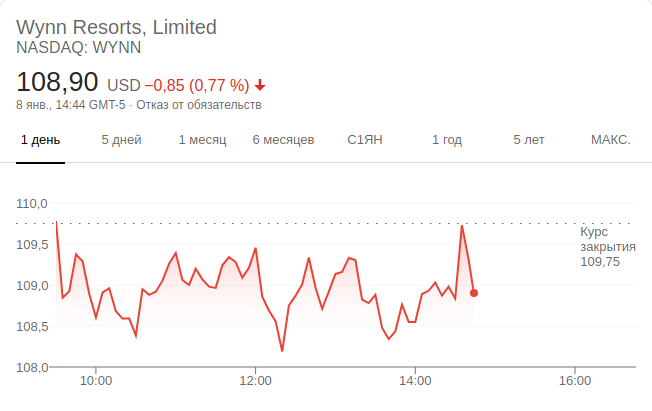 Wynn Resorts, Limited
NASDAQ: WYNN
108,90 USD −0,85 (0,77 %)
8 янв., 14:44 GMT-5 · Отказ от обязательств
1 день 5 дней 1 месяц 6 месяцев С1ЯН 1 год 5 лет МАКС.
110,0
109,5
109,0
108,5
108,0
Курс
закрытия
109,75
10:00 12:00 14:00 16:00